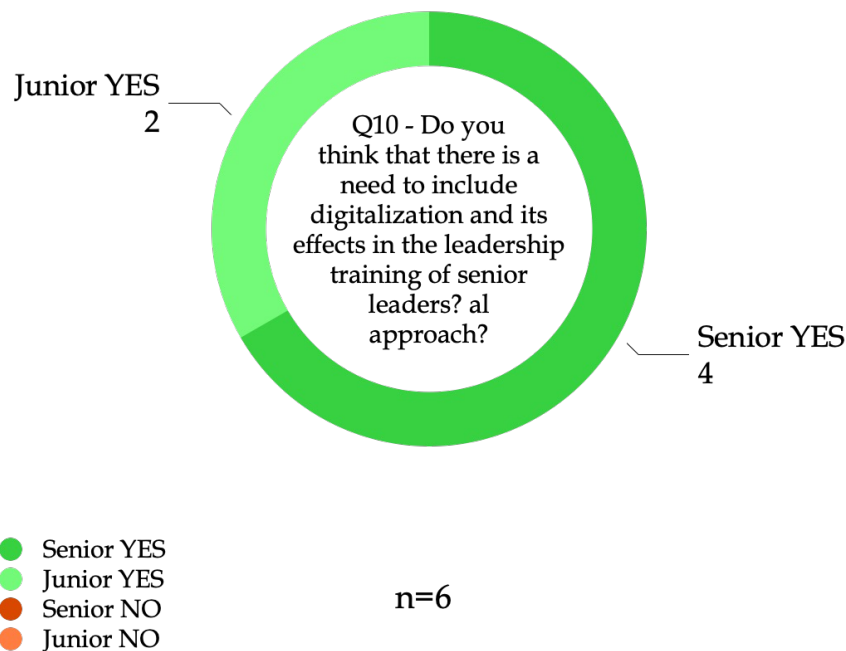 Junior YES
2
Q10 - Do you
think that there is a
need to include
digitalization and its
effects in the leadership
training of senior
leaders? al
approach?
Senior YES
4
Senior YES
Junior YES
Senior NO
Junior NO
n=6